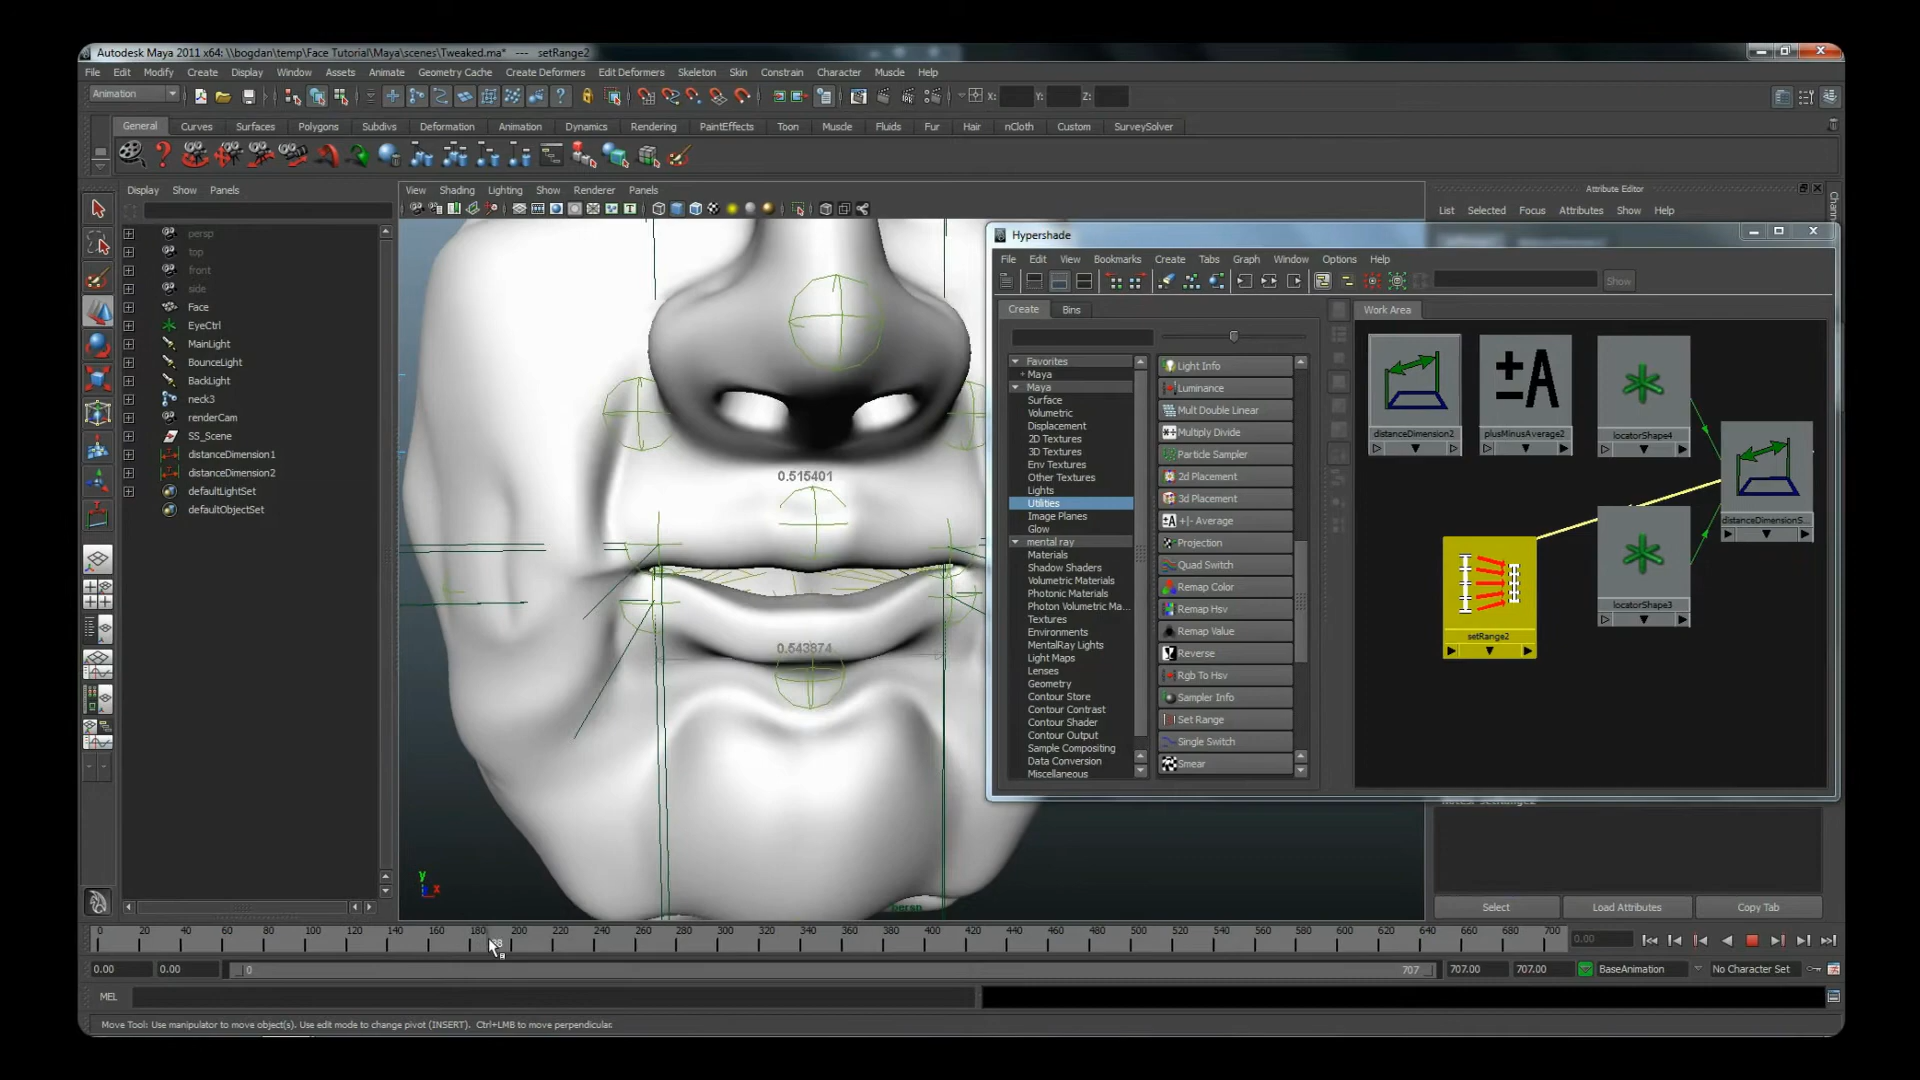 Autodesk Maya 2011 x64: \\bogdan\temp\Face Tutorial\Maya\scenes\Tweaked.ma* --- setRange2
File Edit Modify Create Display Window Assets Animate Geometry Cache Create Deformers Edit Deformers Skeleton Skin Constrain Character Muscle Help
Animation X: Y: Z:
General Curves Surfaces Polygons Subdivs Deformation Animation Dynamics Rendering PaintEffects Toon Muscle Fluids Fur Hair nCloth Custom SurveySolver
Display Show Panels
persp
top
front
side
Face
EyeCtrl
MainLight
BounceLight
BackLight
neck3
renderCam
SS_Scene
distanceDimension1
distanceDimension2
defaultLightSet
defaultObjectSet
View Shading Lighting Show Renderer Panels
0.515401
0.543874
persp
y
x
Attribute Editor
List Selected Focus Attributes Show Help
Hypershade
File Edit View Bookmarks Create Tabs Graph Window Options Help
Show
Create Bins
Favorites
+ Maya
Maya
Surface
Volumetric
Displacement
2D Textures
3D Textures
Env Textures
Other Textures
Lights
Utilities
Image Planes
Glow
mental ray
Materials
Shadow Shaders
Volumetric Materials
Photonic Materials
Photon Volumetric Ma...
Textures
Environments
MentalRay Lights
Light Maps
Lenses
Geometry
Contour Store
Contour Contrast
Contour Shader
Contour Output
Sample Compositing
Data Conversion
Miscellaneous
Light Info
Luminance
Mult Double Linear
Multiply Divide
Particle Sampler
2d Placement
3d Placement
+/- Average
Projection
Quad Switch
Remap Color
Remap Hsv
Remap Value
Reverse
Rgb To Hsv
Sampler Info
Set Range
Single Switch
Smear
Work Area
±A
distanceDimension2
plusMinusAverage2
locatorShape4
distanceDimensionS...
locatorShape3
setRange2
Notes: setRange2
Select Load Attributes Copy Tab
0 20 40 60 80 100 120 140 160 180 200 220 240 260 280 300 320 340 360 380 400 420 440 460 480 500 520 540 560 580 600 620 640 660 680 700
0.00
0.00 0.00 0 707 707.00 707.00 BaseAnimation No Character Set
MEL
Move Tool: Use manipulator to move object(s). Use edit mode to change pivot (INSERT). Ctrl+LMB to move perpendicular.